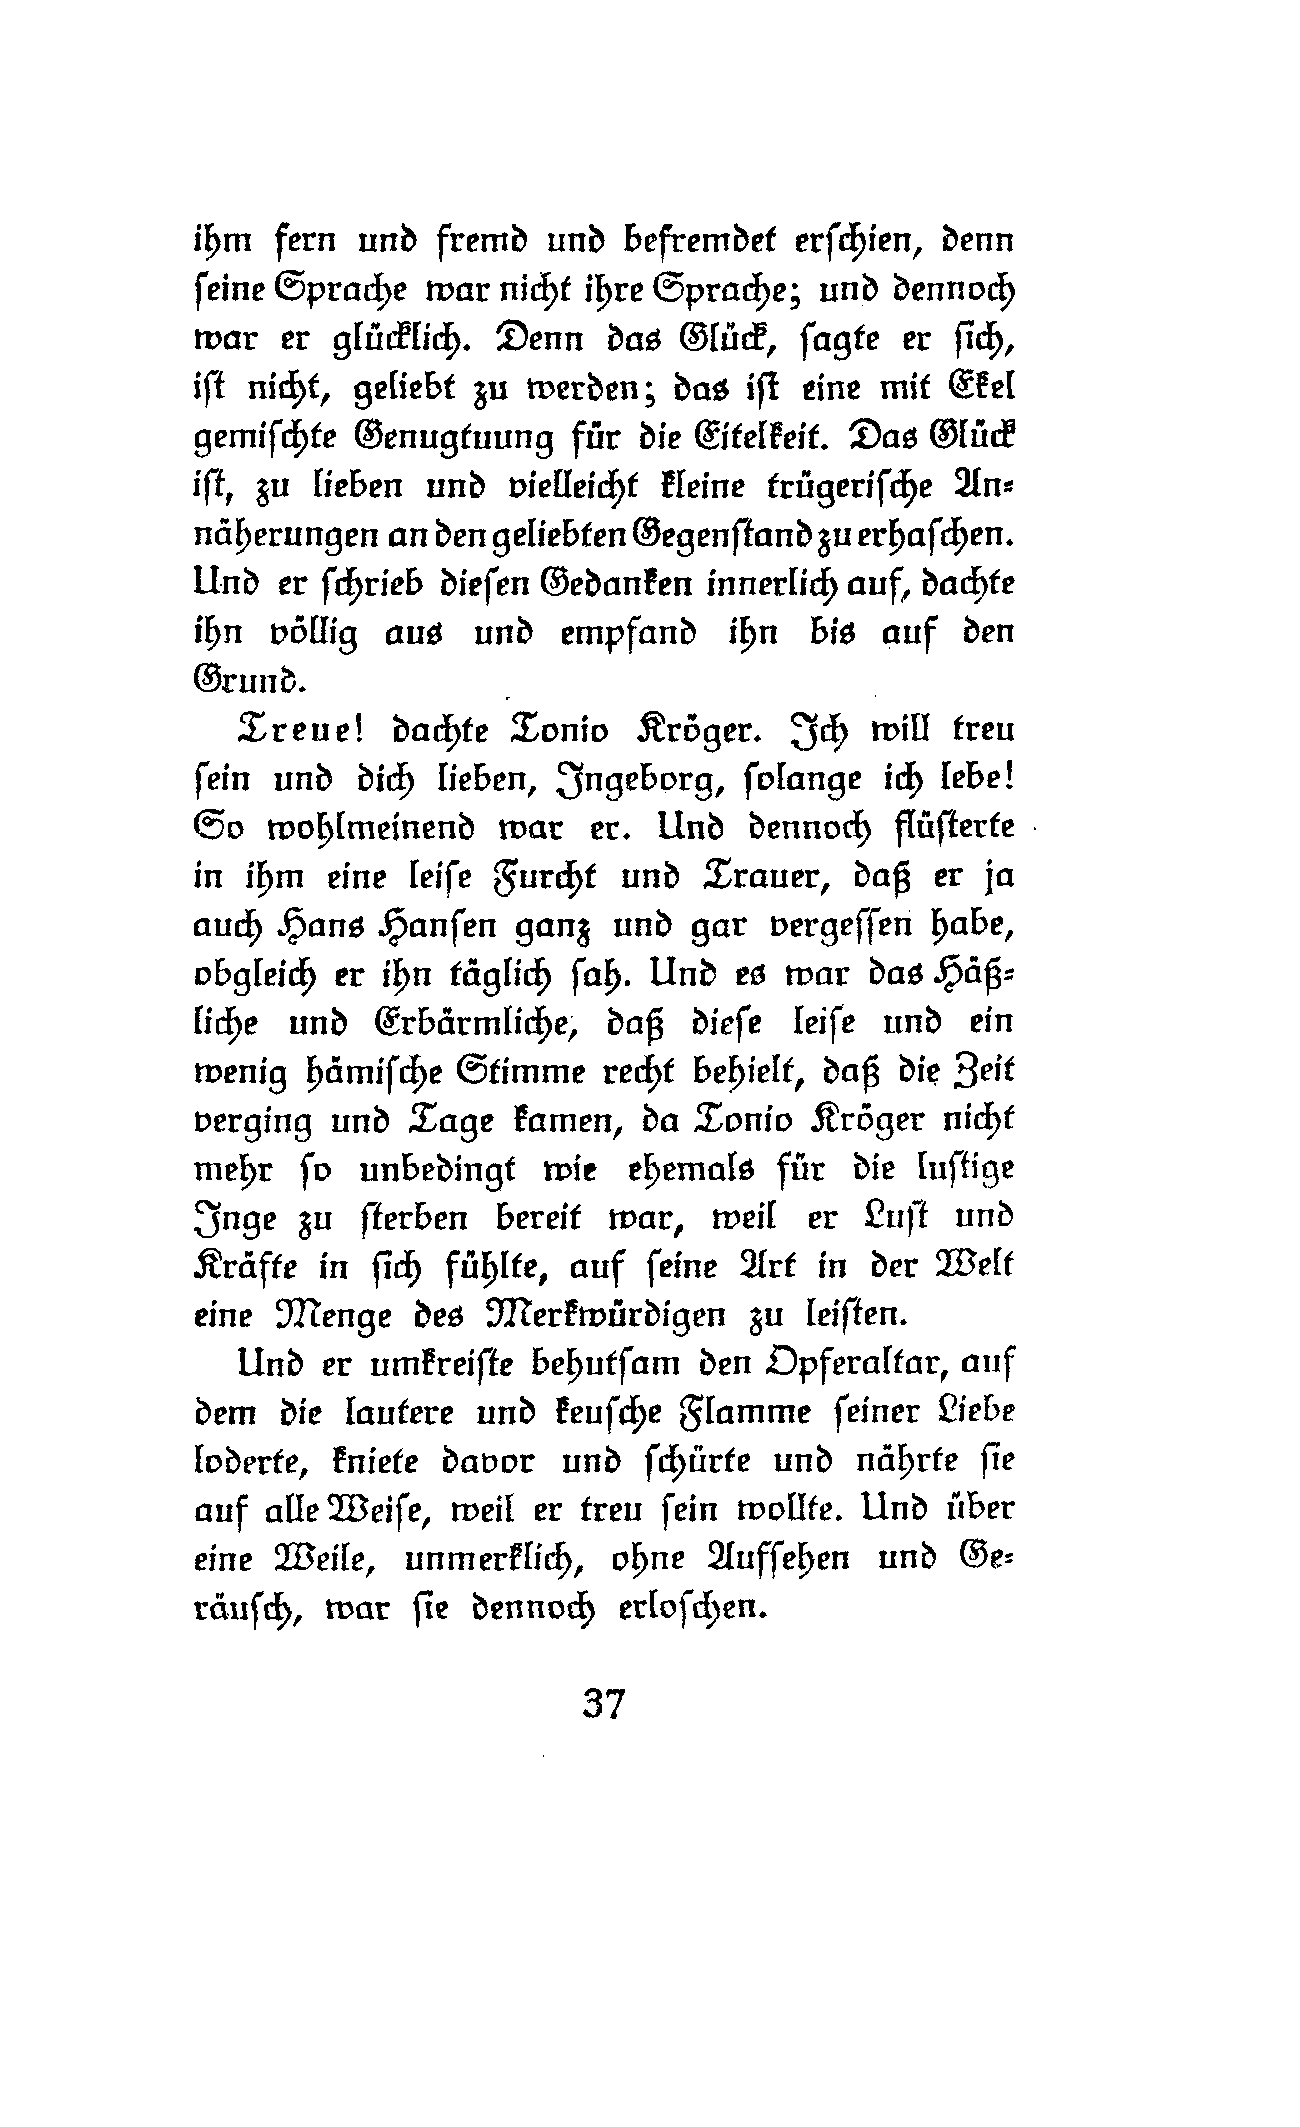 ihm fern und fremd und befremdet erſchien, denn
ſeine Sprache war nicht ihre Sprache; und dennoch
war er glücklich. Denn das Glück, ſagte er ſich,
iſt nicht, geliebt zu werden; das iſt eine mit Ekel
gemiſchte Genugtuung für die Eitelkeit. Das Glück
iſt, zu lieben und vielleicht kleine trügeriſche An⸗
näherungen an den geliebten Gegenſtand zu erhaſchen.
Und er ſchrieb dieſen Gedanken innerlich auf, dachte
ihn völlig aus und empfand ihn bis auf den
Grund.
Treue! dachte Tonio Kröger. Ich will treu
ſein und dich lieben, Ingeborg, ſolange ich lebe!
So wohlmeinend war er. Und dennoch flüſterte
in ihm eine leiſe Furcht und Trauer, daß er ja
auch Hans Hanſen ganz und gar vergeſſen habe,
obgleich er ihn täglich ſah. Und es war das Häß⸗
liche und Erbärmliche, daß dieſe leiſe und ein
wenig hämiſche Stimme recht behielt, daß die Zeit
verging und Tage kamen, da Tonio Kröger nicht
mehr ſo unbedingt wie ehemals für die luſtige
Inge zu ſterben bereit war, weil er Luſt und
Kräfte in ſich fühlte, auf ſeine Art in der Welt
eine Menge des Merkwürdigen zu leiſten.
Und er umkreiſte behutſam den Opferaltar, auf
dem die lautere und keuſche Flamme ſeiner Liebe
loderte, kniete davor und ſchürte und nährte ſie
auf alle Weiſe, weil er treu ſein wollte. Und über
eine Weile, unmerklich, ohne Aufſehen und Ge⸗
räuſch, war ſie dennoch erloſchen.
37